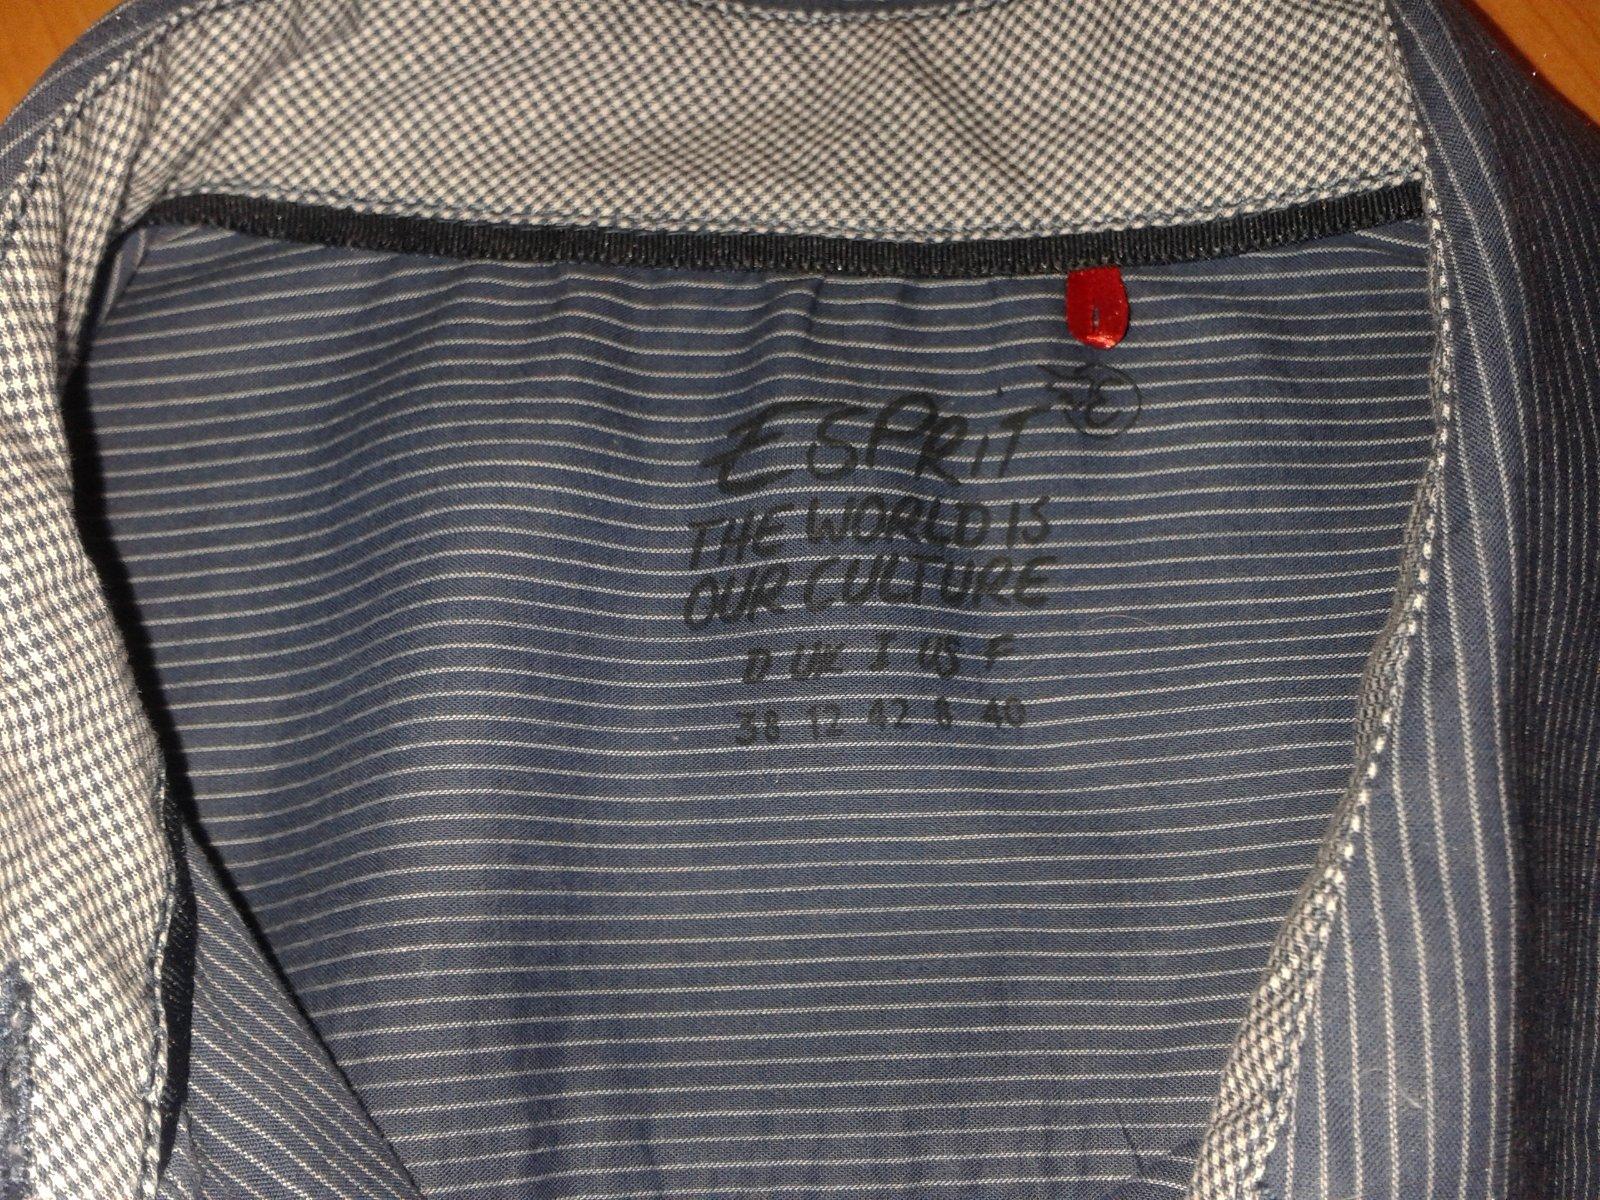 ESPRIT
THE WORLD IS
OUR CULTURE
D UK I US F
38 12 42 8 40